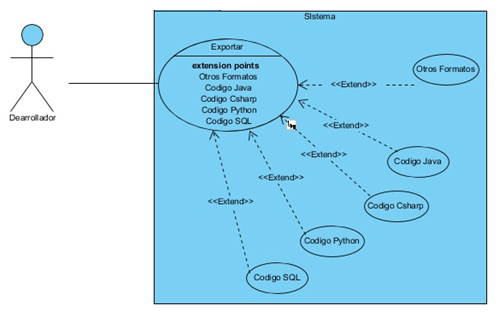 SIstema
Exportar
extension points
Otros Formatos
Codigo Java
Codigo Csharp
Codigo Python
Codigo SQL
Dearrollador
<<Extend>>
Otros Formatos
<<Extend>>
Codigo Java
<<Extend>>
Codigo Csharp
<<Extend>>
Codigo Python
<<Extend>>
Codigo SQL